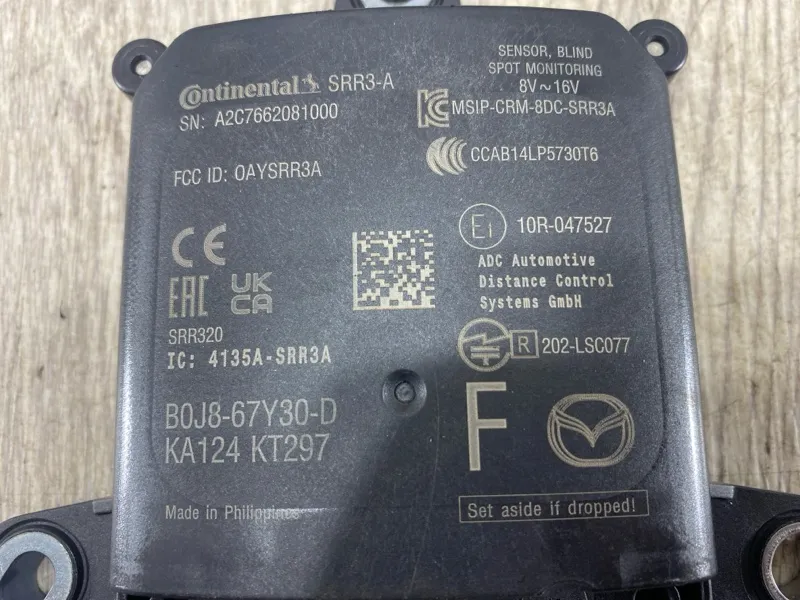 Continental SRR3-A
SN: A2C7662081000
SENSOR, BLIND
SPOT MONITORING
8V~16V
MSIP-CRM-8DC-SRR3A
CCAB14LP5730T6
FCC ID: OAYSRR3A
E1 10R-047527
ADC Automotive
Distance Control
Systems GmbH
CE
EAC UK
CA
SRR320
IC: 4135A-SRR3A
R 202-LSC077
B0J8-67Y30-D
KA124 KT297
F
Made in Philippines
Set aside if dropped!